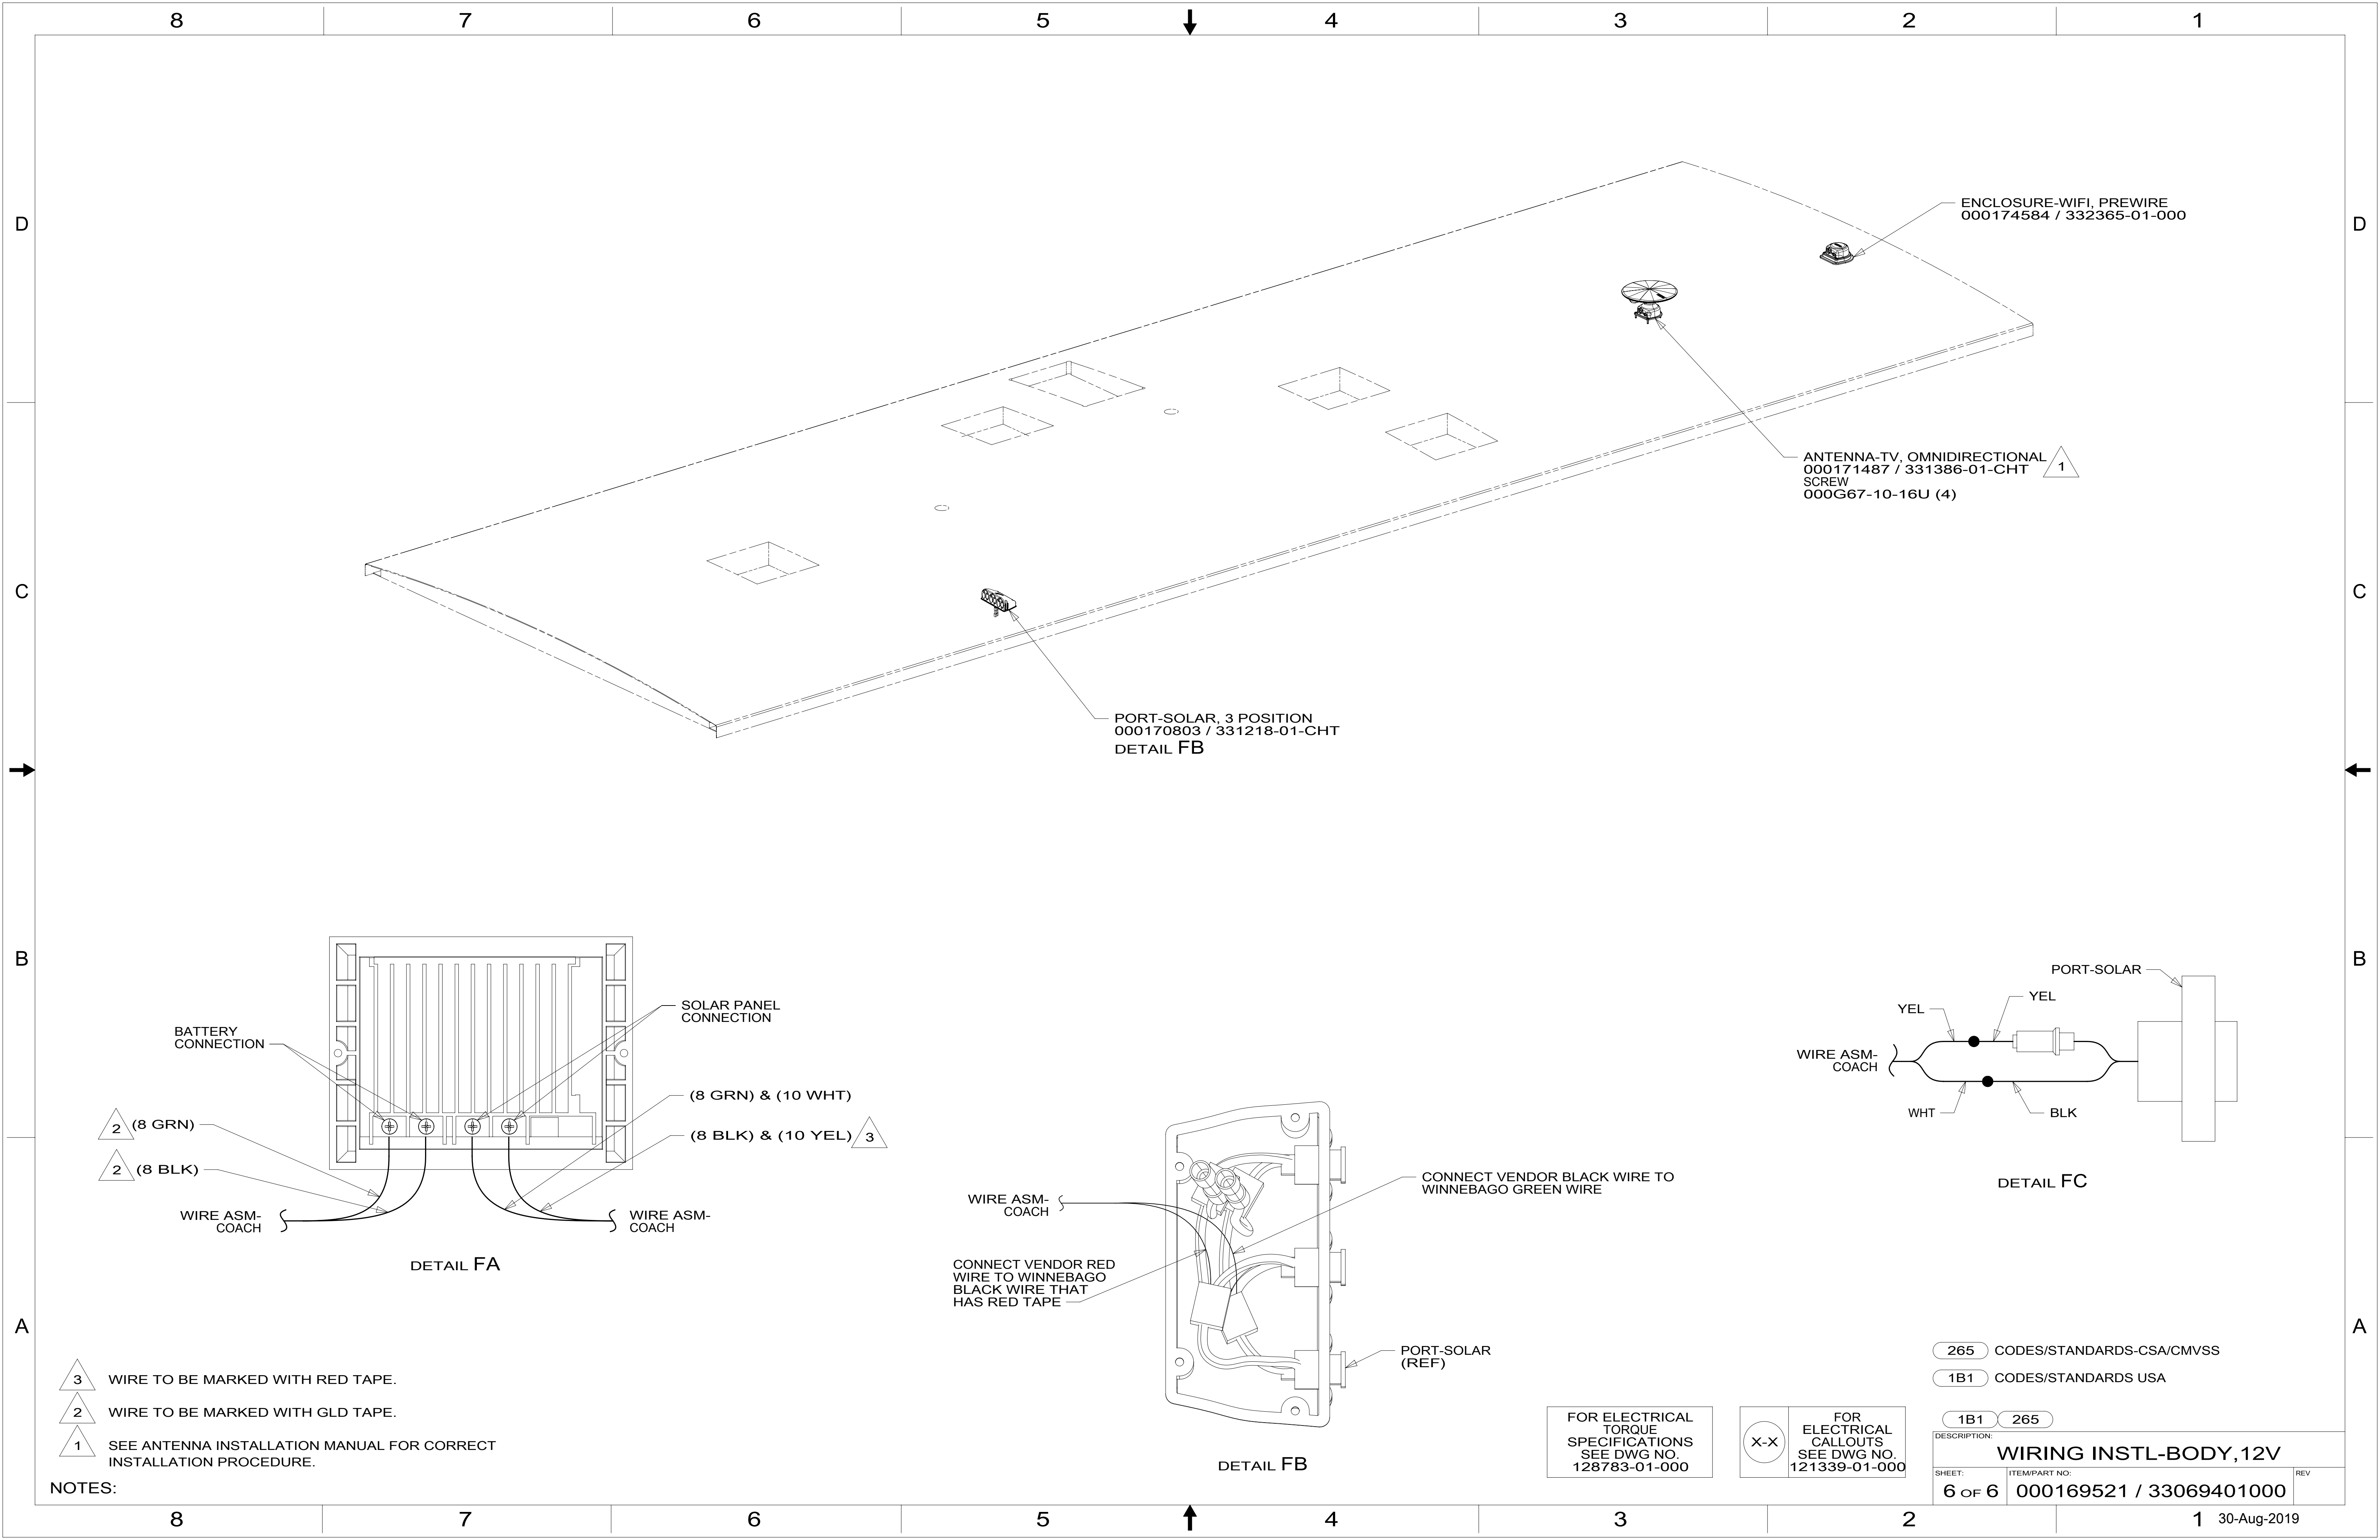 8 7 6 5 4 3 2 1
D
D
ENCLOSURE-WIFI, PREWIRE
000174584 / 332365-01-000
ANTENNA-TV, OMNIDIRECTIONAL
000171487 / 331386-01-CHT
1
SCREW
000G67-10-16U (4)
C
C
PORT-SOLAR, 3 POSITION
000170803 / 331218-01-CHT
DETAIL FB
B
B
SOLAR PANEL
CONNECTION
BATTERY
CONNECTION
(8 GRN) & (10 WHT)
2 (8 GRN)
(8 BLK) & (10 YEL) 3
2 (8 BLK)
WIRE ASM-
COACH
WIRE ASM-
COACH
DETAIL FA
WIRE ASM-
COACH
CONNECT VENDOR BLACK WIRE TO
WINNEBAGO GREEN WIRE
CONNECT VENDOR RED
WIRE TO WINNEBAGO
BLACK WIRE THAT
HAS RED TAPE
PORT-SOLAR
(REF)
DETAIL FB
PORT-SOLAR
YEL
YEL
WIRE ASM-
COACH
WHT
BLK
DETAIL FC
A
A
3 WIRE TO BE MARKED WITH RED TAPE.
2 WIRE TO BE MARKED WITH GLD TAPE.
1 SEE ANTENNA INSTALLATION MANUAL FOR CORRECT
INSTALLATION PROCEDURE.
NOTES:
FOR ELECTRICAL
TORQUE
SPECIFICATIONS
SEE DWG NO.
128783-01-000
X-X
FOR
ELECTRICAL
CALLOUTS
SEE DWG NO.
121339-01-000
265 CODES/STANDARDS-CSA/CMVSS
1B1 CODES/STANDARDS USA
1B1 265
DESCRIPTION:
WIRING INSTL-BODY,12V
SHEET:
6 OF 6
ITEM/PART NO:
000169521 / 33069401000
REV
8 7 6 5 4 3 2 1
30-Aug-2019